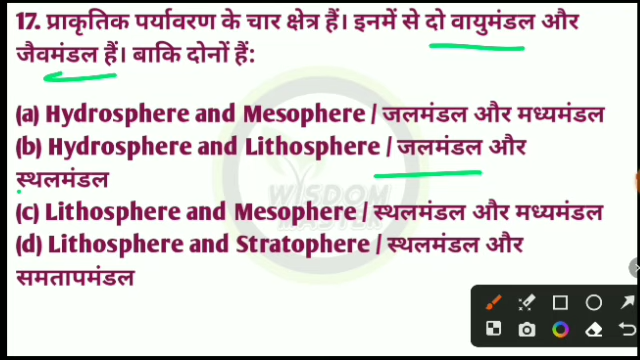 17. प्राकृतिक पर्यावरण के चार क्षेत्र हैं। इनमें से दो वायुमंडल और
जैवमंडल हैं। बाकि दोनों हैं:
(a) Hydrosphere and Mesophere / जलमंडल और मध्यमंडल
(b) Hydrosphere and Lithosphere / जलमंडल और
स्थलमंडल
(c) Lithosphere and Mesophere / स्थलमंडल और मध्यमंडल
(d) Lithosphere and Stratophere / स्थलमंडल और
समतापमंडल
WISDOM
MASTER